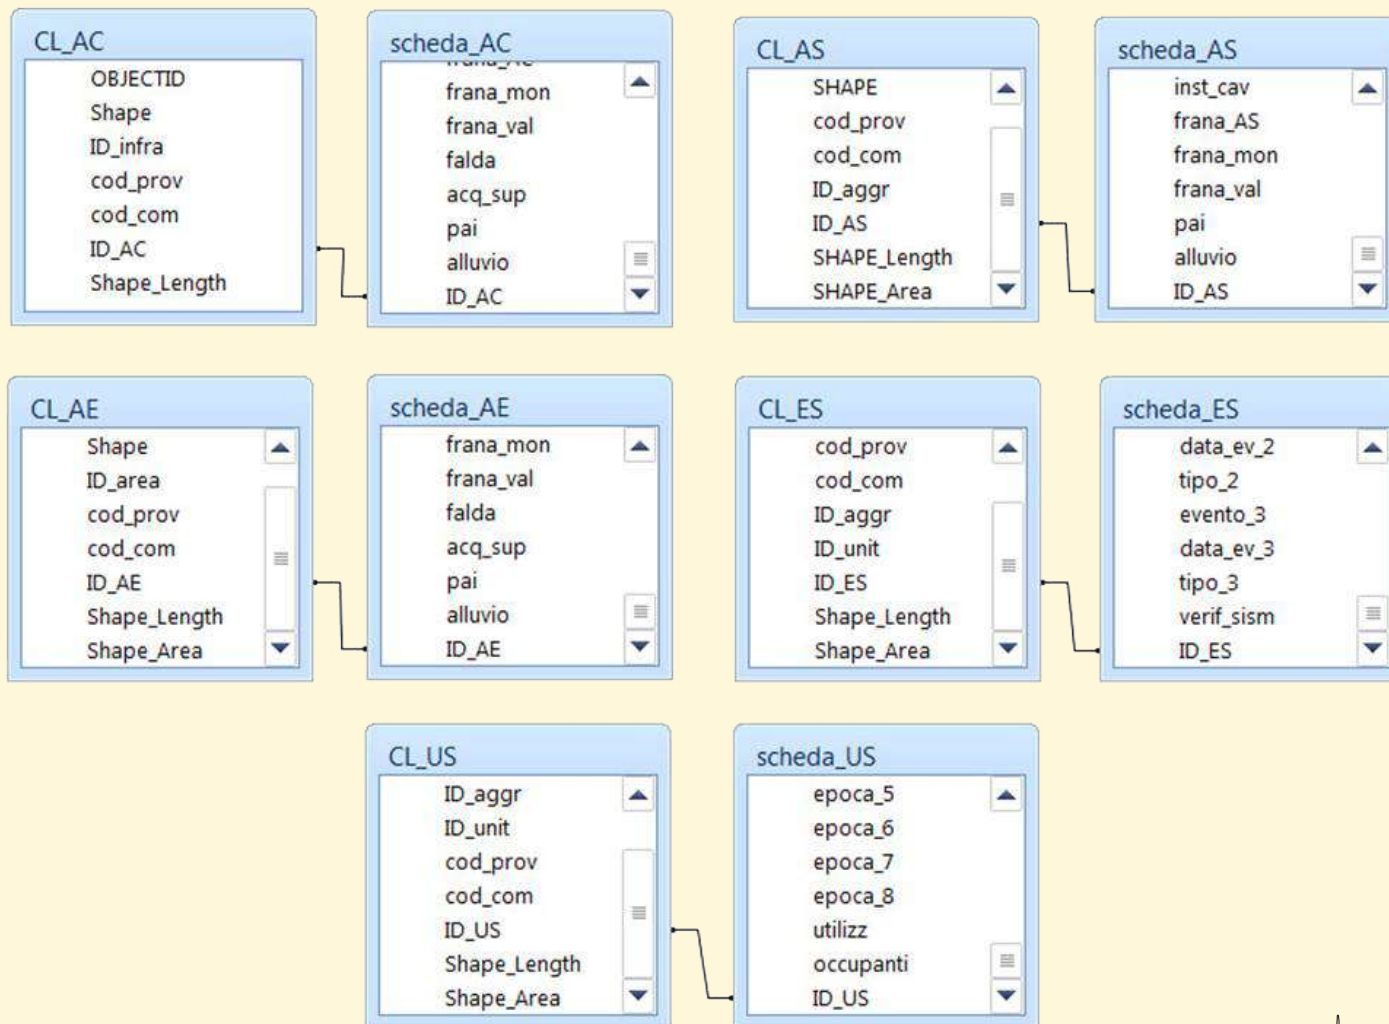 CL_AC
OBJECTID
Shape
ID_infra
cod_prov
cod_com
ID_AC
Shape_Length
scheda_AC
frana_mon
frana_val
falda
acq_sup
pai
alluvio
ID_AC
CL_AS
SHAPE
cod_prov
cod_com
ID_aggr
ID_AS
SHAPE_Length
SHAPE_Area
scheda_AS
inst_cav
frana_AS
frana_mon
frana_val
pai
alluvio
ID_AS
CL_AE
Shape
ID_area
cod_prov
cod_com
ID_AE
Shape_Length
Shape_Area
scheda_AE
frana_mon
frana_val
falda
acq_sup
pai
alluvio
ID_AE
CL_ES
cod_prov
cod_com
ID_aggr
ID_unit
ID_ES
Shape_Length
Shape_Area
scheda_ES
data_ev_2
tipo_2
evento_3
data_ev_3
tipo_3
verif_sism
ID_ES
CL_US
ID_aggr
ID_unit
cod_prov
cod_com
ID_US
Shape_Length
Shape_Area
scheda_US
epoca_5
epoca_6
epoca_7
epoca_8
utilizz
occupanti
ID_US